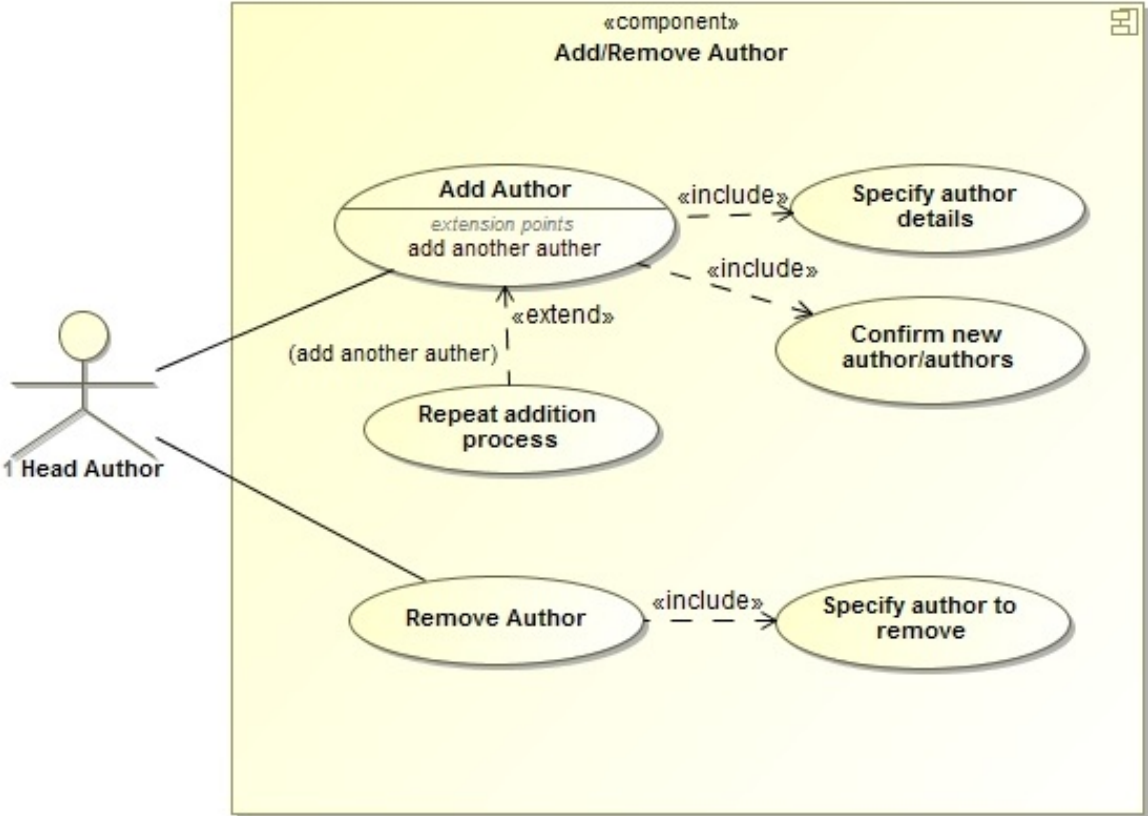 «component»
Add/Remove Author
Add Author
extension points
add another auther
«include»
Specify author
details
«include»
Confirm new
author/authors
«extend»
(add another auther)
Repeat addition
process
1 Head Author
Remove Author
«include»
Specify author to
remove